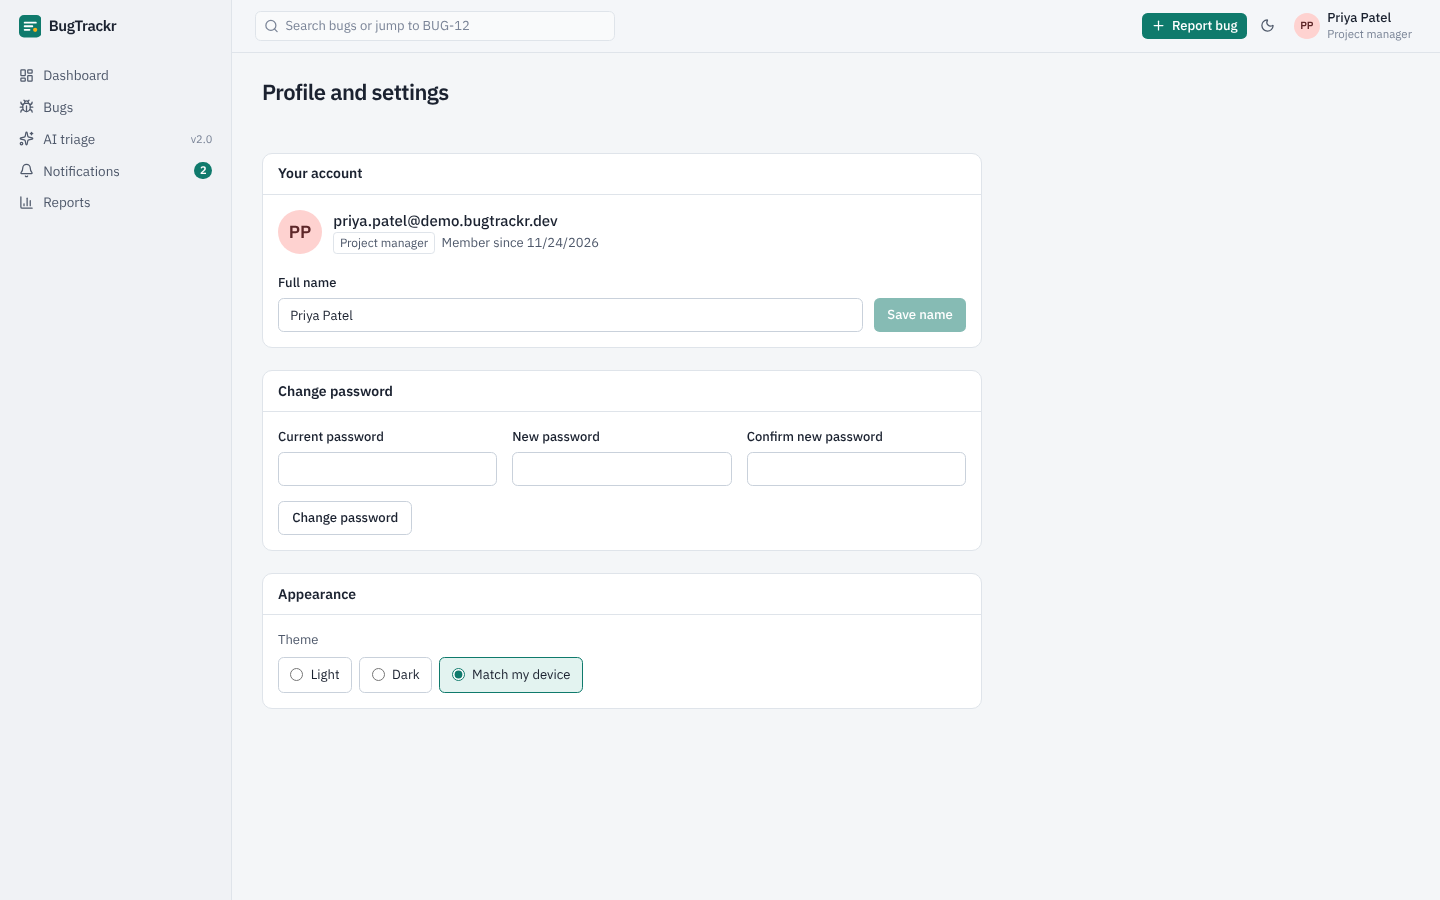 BugTrackr
Search bugs or jump to BUG-12
Report bug
PP
Priya Patel
Project manager
Dashboard
Bugs
AI triage v2.0
Notifications 2
Reports
Profile and settings
Your account
PP
priya.patel@demo.bugtrackr.dev
Project manager Member since 11/24/2026
Full name
Priya Patel
Save name
Change password
Current password New password Confirm new password
Change password
Appearance
Theme
Light Dark Match my device